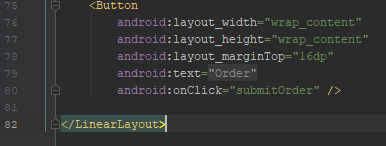 75 <Button
76 android:layout_width="wrap_content"
77 android:layout_height="wrap_content"
78 android:layout_marginTop="16dp"
79 android:text="Order"
80 android:onClick="submitOrder" />
81
82 </LinearLayout>